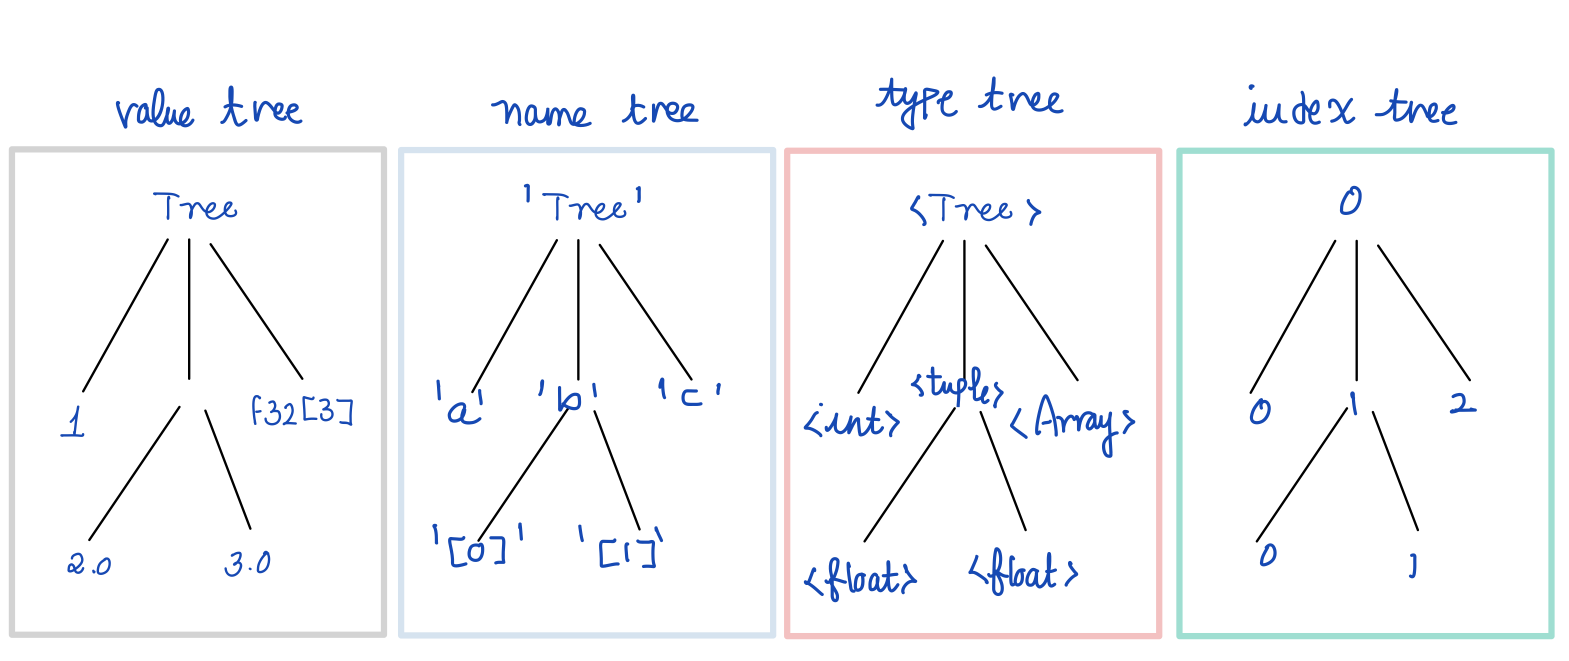 value tree
name tree
type tree
index tree
Tree
1
f32[3]
2.0
3.0
'Tree'
'a'
'b'
'c'
'[0]'
'[1]'
<Tree>
<int>
<tuple>
<Array>
<float>
<float>
0
0
1
2
0
1